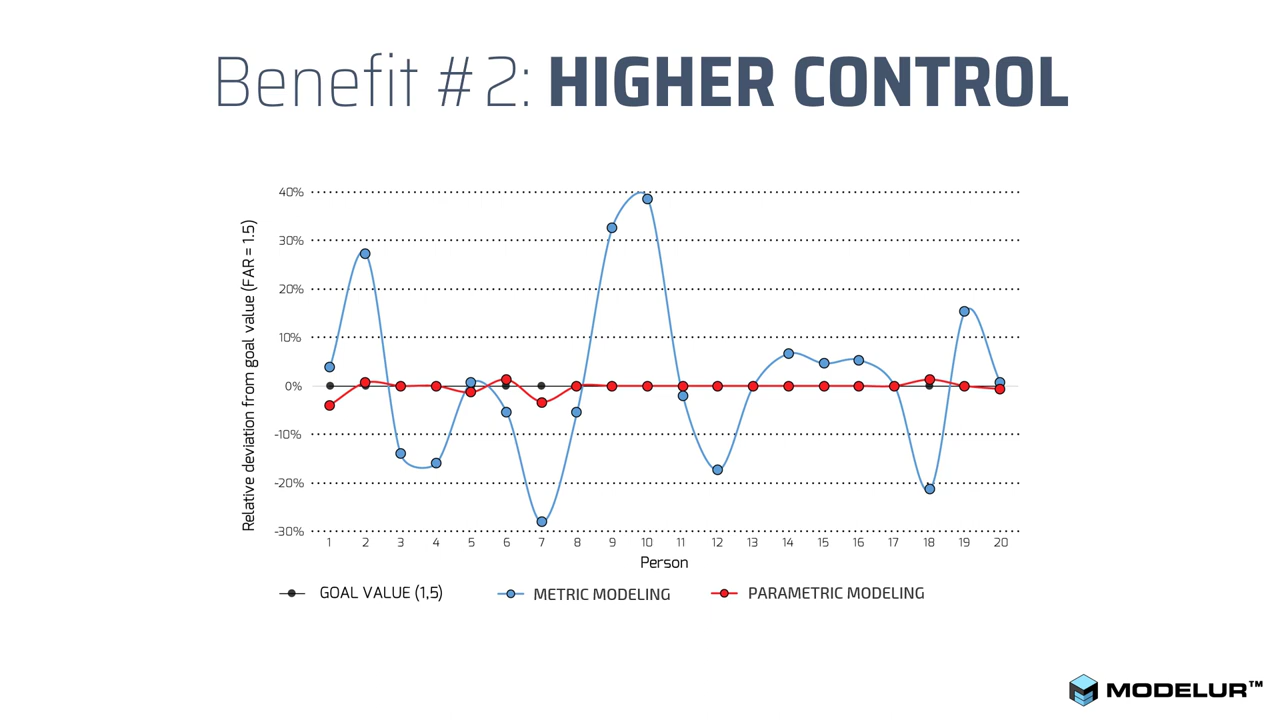 Benefit #2: HIGHER CONTROL
Relative deviation from goal value (FAR = 1.5)
40%
30%
20%
10%
0%
-10%
-20%
-30%
1 2 3 4 5 6 7 8 9 10 11 12 13 14 15 16 17 18 19 20
Person
GOAL VALUE (1,5) METRIC MODELING PARAMETRIC MODELING
MODELUR™